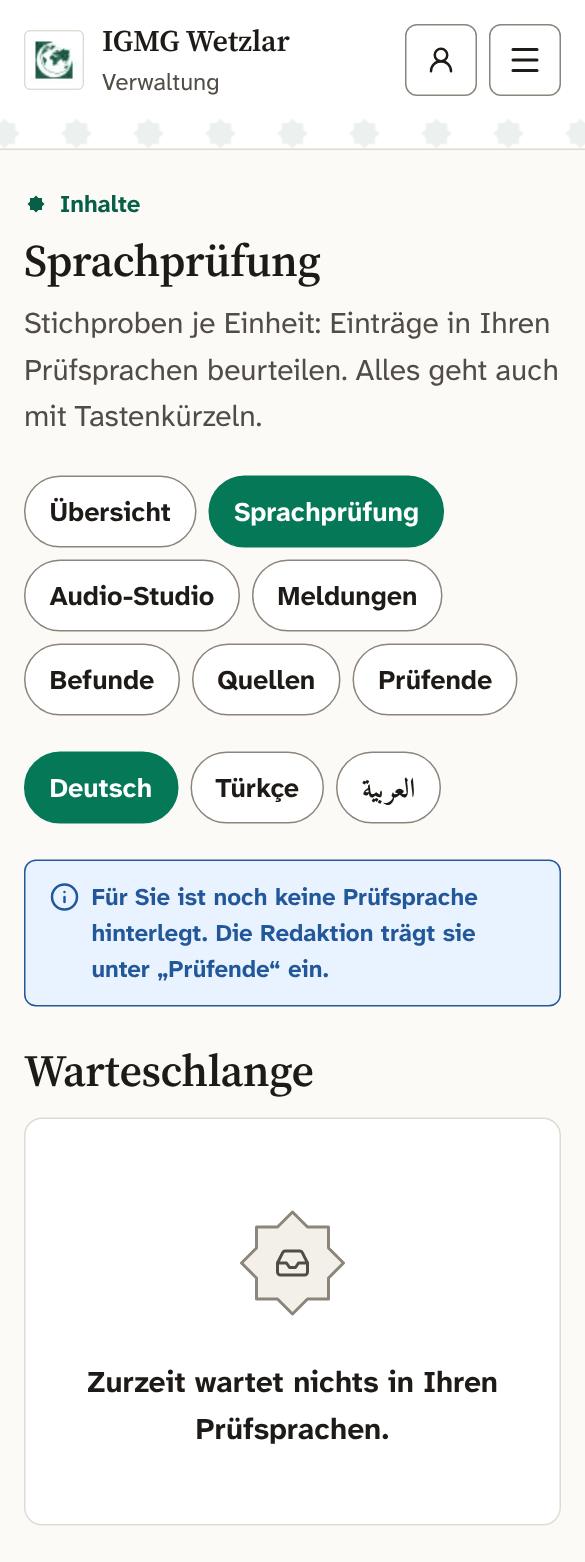 IGMG Wetzlar
Verwaltung
Inhalte
Sprachprüfung
Stichproben je Einheit: Einträge in Ihren
Prüfsprachen beurteilen. Alles geht auch
mit Tastenkürzeln.
Übersicht
Sprachprüfung
Audio-Studio
Meldungen
Befunde
Quellen
Prüfende
Deutsch
Türkçe
العربية
Für Sie ist noch keine Prüfsprache
hinterlegt. Die Redaktion trägt sie
unter „Prüfende“ ein.
Warteschlange
Zurzeit wartet nichts in Ihren
Prüfsprachen.